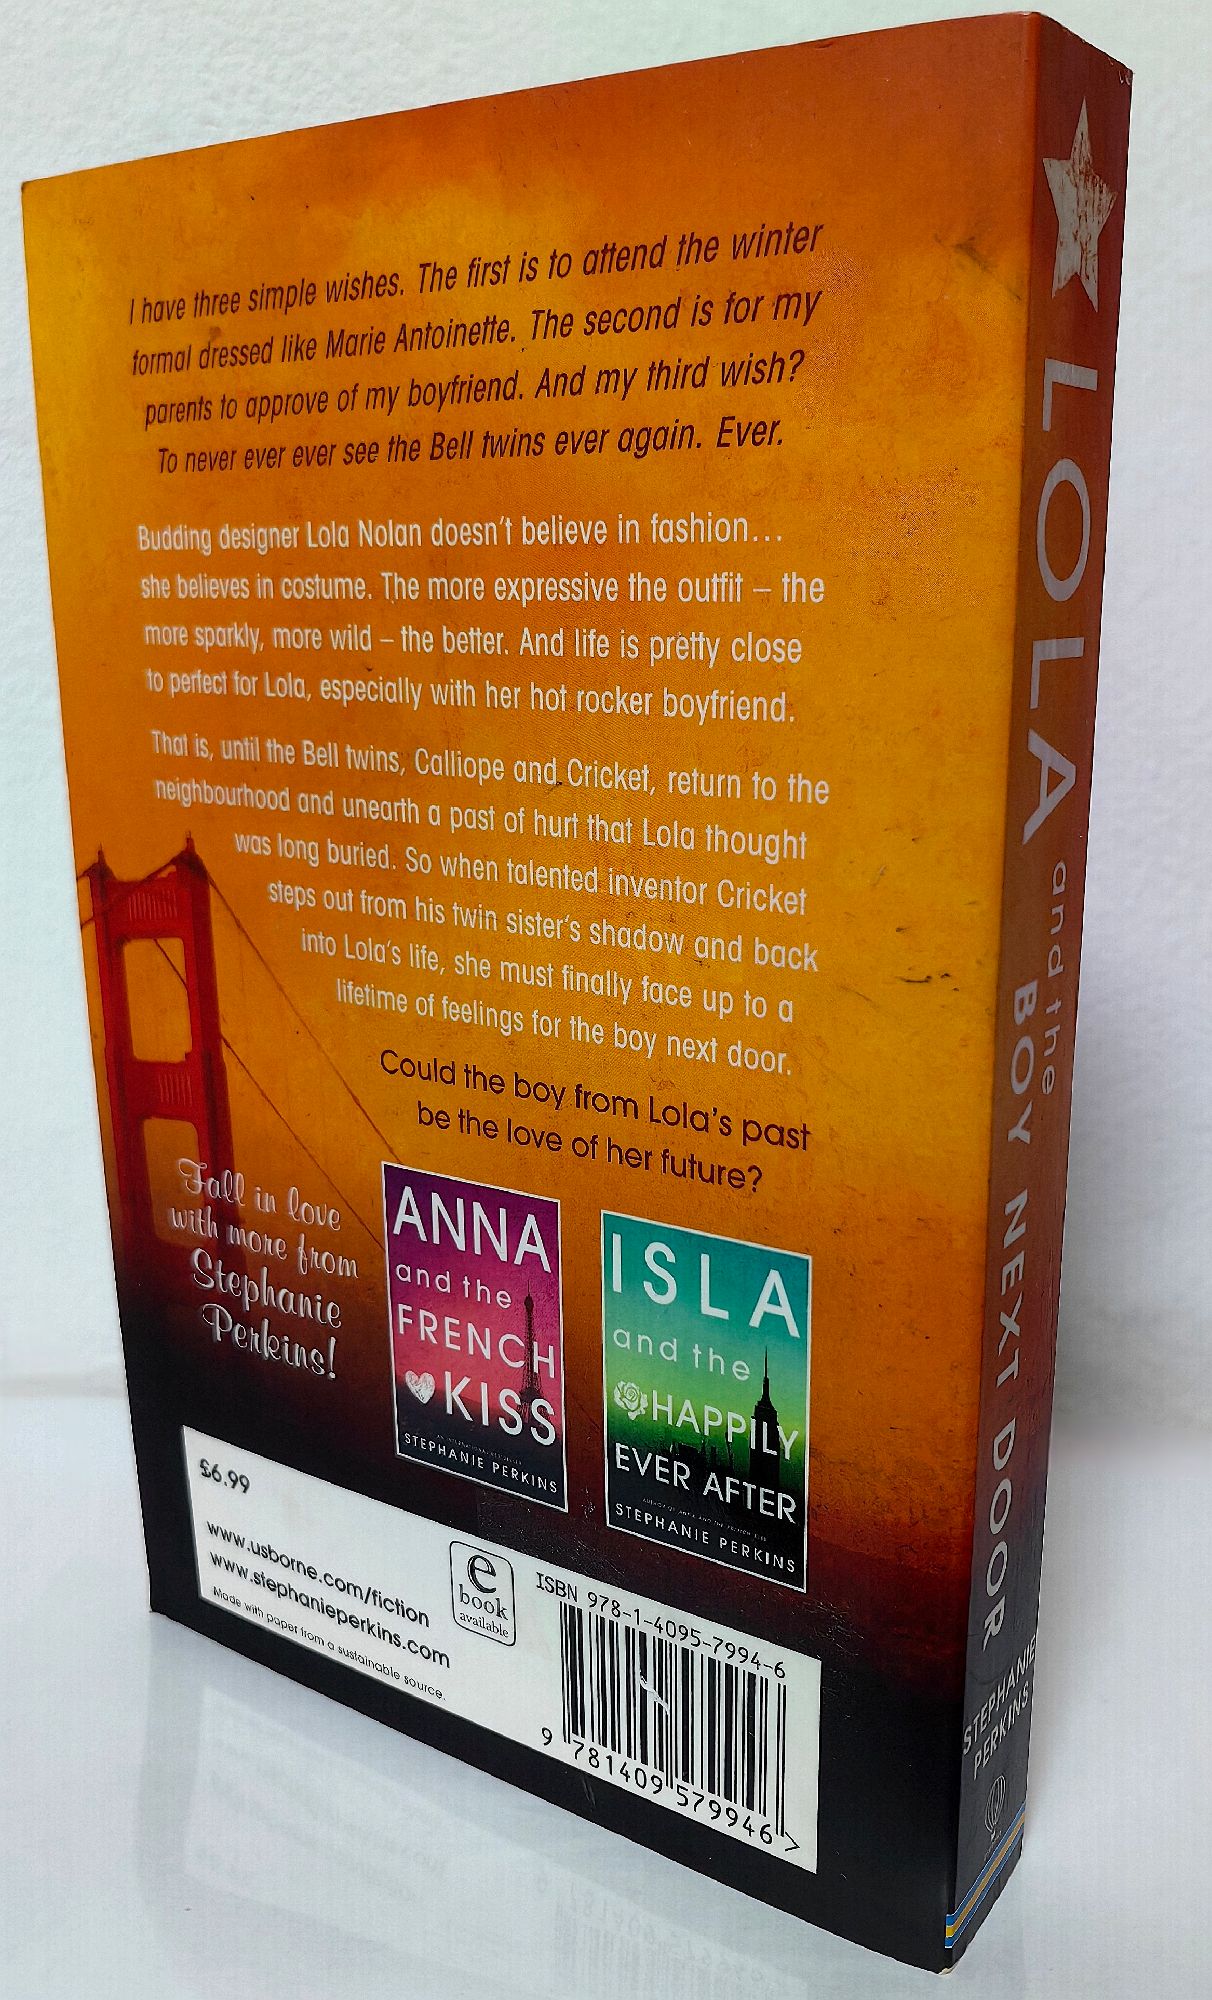 I have three simple wishes. The first is to attend the winter
formal dressed like Marie Antoinette. The second is for my
parents to approve of my boyfriend. And my third wish?
To never ever ever see the Bell twins ever again. Ever.
Budding designer Lola Nolan doesn't believe in fashion...
she believes in costume. The more expressive the outfit – the
more sparkly, more wild – the better. And life is pretty close
to perfect for Lola, especially with her hot rocker boyfriend.
That is, until the Bell twins, Calliope and Cricket, return to the
neighbourhood and unearth a past of hurt that Lola thought
was long buried. So when talented inventor Cricket
steps out from his twin sister's shadow and back
into Lola's life, she must finally face up to a
lifetime of feelings for the boy next door.
Could the boy from Lola's past
be the love of her future?
Fall in love
with more from
Stephanie
Perkins!
ANNA
and the
FRENCH
KISS
STEPHANIE PERKINS
ISLA
and the
HAPPILY
EVER AFTER
STEPHANIE PERKINS
£6.99
www.usborne.com/fiction
www.stephanieperkins.com
Made with paper from a sustainable source.
e
book
available
ISBN 978-1-4095-7994-6
9 781409 579946 >
LOLA and the BOY NEXT DOOR
STEPHANIE
PERKINS